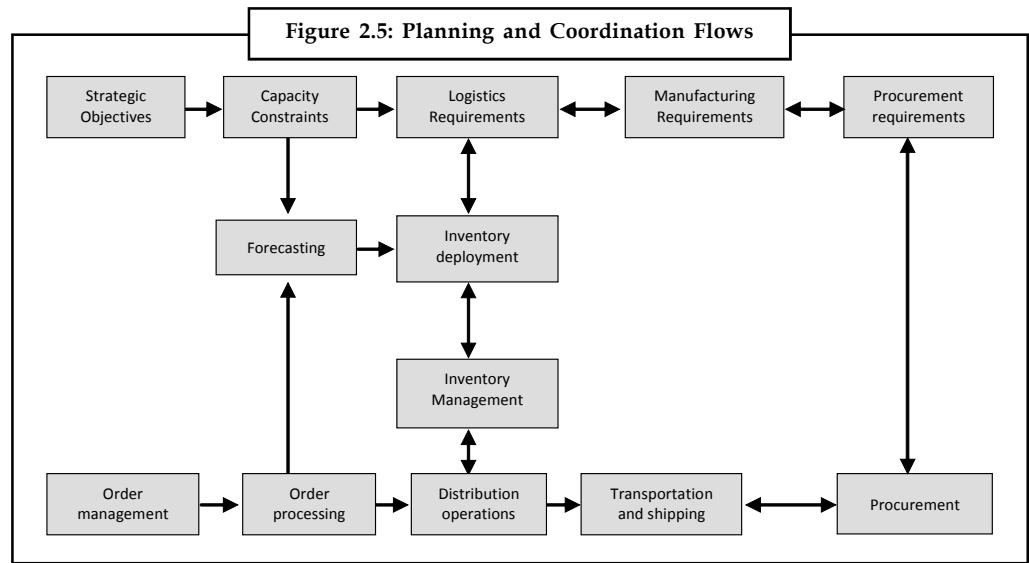 Figure 2.5: Planning and Coordination Flows
Strategic
Objectives
Capacity
Constraints
Logistics
Requirements
Manufacturing
Requirements
Procurement
requirements
Forecasting
Inventory
deployment
Inventory
Management
Order
management
Order
processing
Distribution
operations
Transportation
and shipping
Procurement